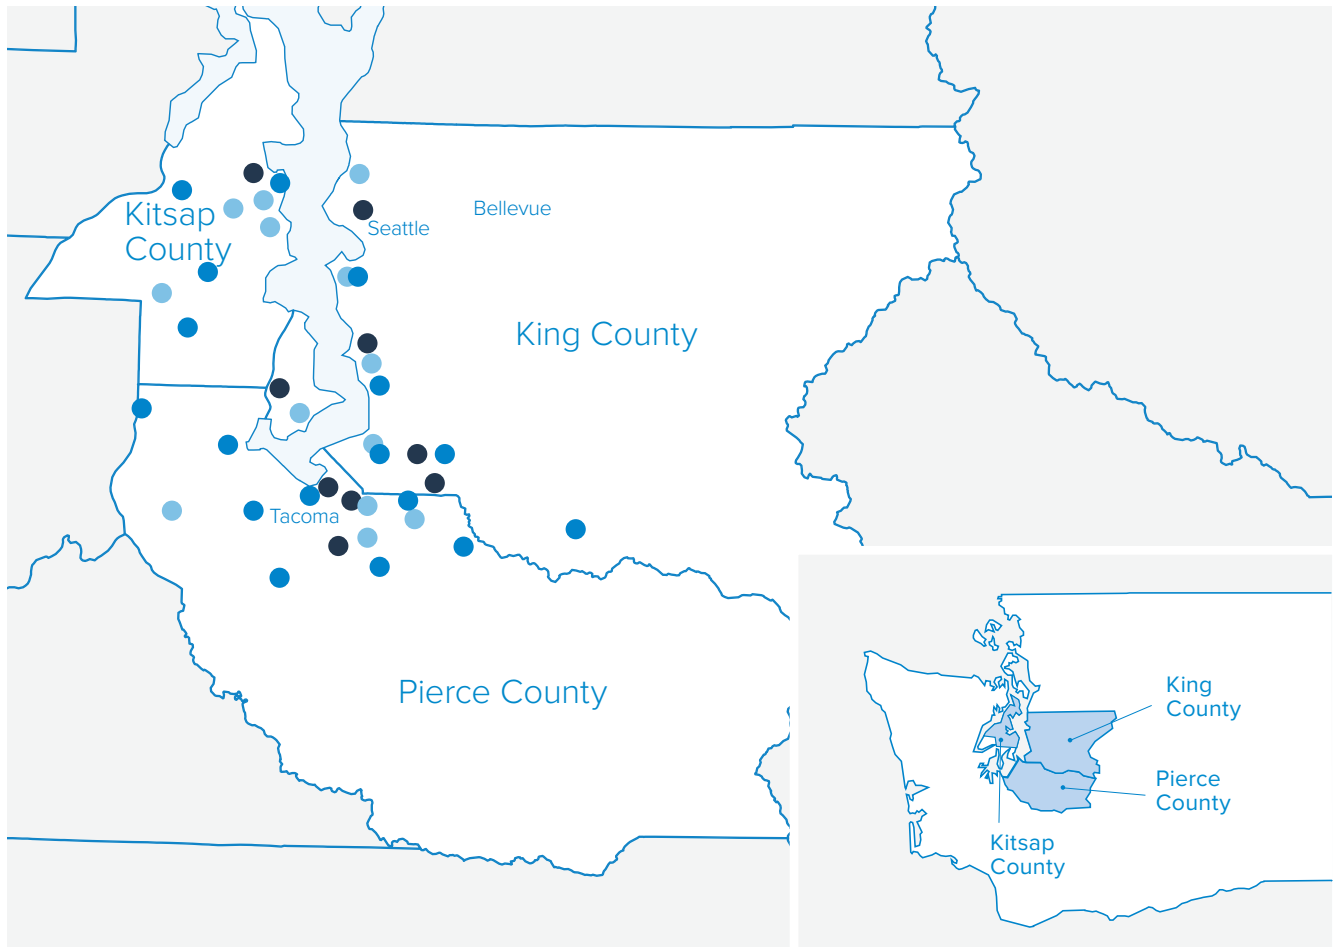 Kitsap
County
Bellevue
Seattle
King County
Tacoma
Pierce County
King
County
Pierce
County
Kitsap
County